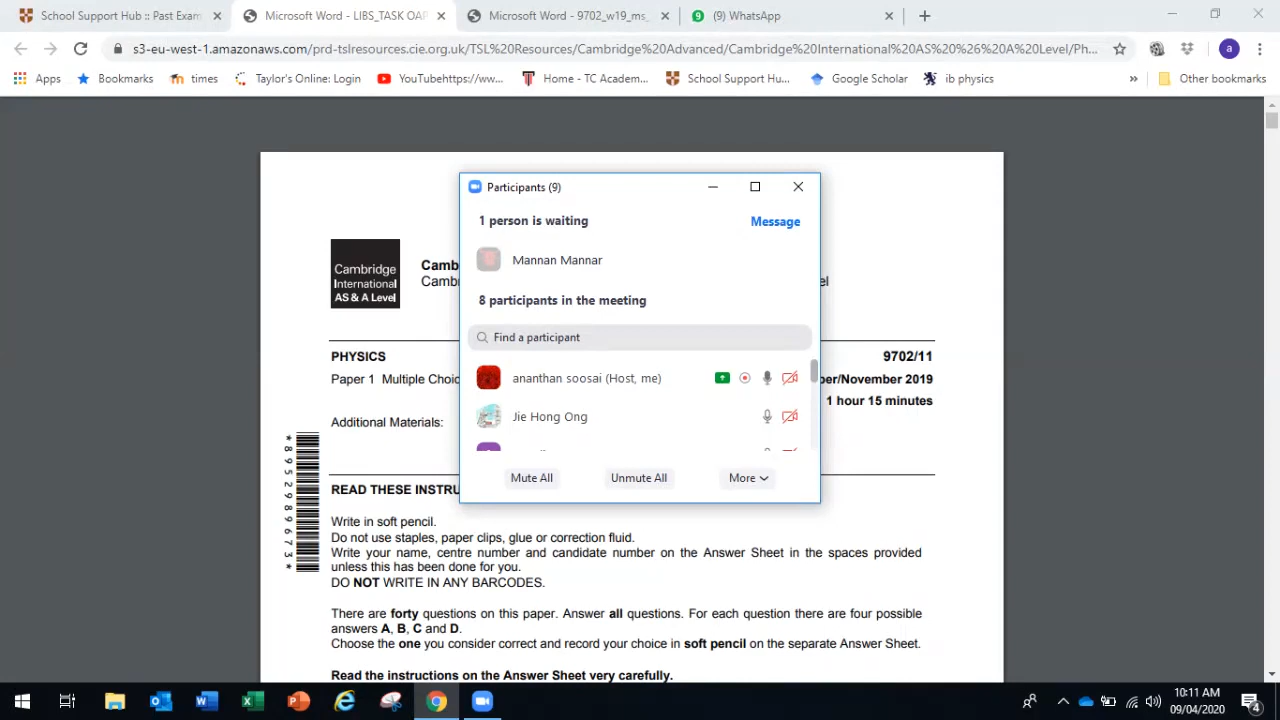 School Support Hub :: Past Exam
Microsoft Word - LIBS_TASK OAP
Microsoft Word - 9702_w19_ms_
(9) WhatsApp
s3-eu-west-1.amazonaws.com/prd-tslresources.cie.org.uk/TSL%20Resources/Cambridge%20Advanced/Cambridge%20International%20AS%20%26%20A%20Level/Ph...
Apps
Bookmarks
times
Taylor's Online: Login
YouTubehttps://ww...
Home - TC Academ...
School Support Hu...
Google Scholar
ib physics
Other bookmarks
Participants (9)
1 person is waiting
Message
Mannan Mannar
8 participants in the meeting
Find a participant
ananthan soosai (Host, me)
Jie Hong Ong
Mute All
Unmute All
More
Cambridge
International
AS & A Level
Camb
Camb
el
PHYSICS
9702/11
Paper 1 Multiple Choic
ber/November 2019
1 hour 15 minutes
Additional Materials:
*8952989673*
READ THESE INSTRU
Write in soft pencil.
Do not use staples, paper clips, glue or correction fluid.
Write your name, centre number and candidate number on the Answer Sheet in the spaces provided
unless this has been done for you.
DO NOT WRITE IN ANY BARCODES.
There are forty questions on this paper. Answer all questions. For each question there are four possible
answers A, B, C and D.
Choose the one you consider correct and record your choice in soft pencil on the separate Answer Sheet.
Read the instructions on the Answer Sheet very carefully.
10:11 AM
09/04/2020
4